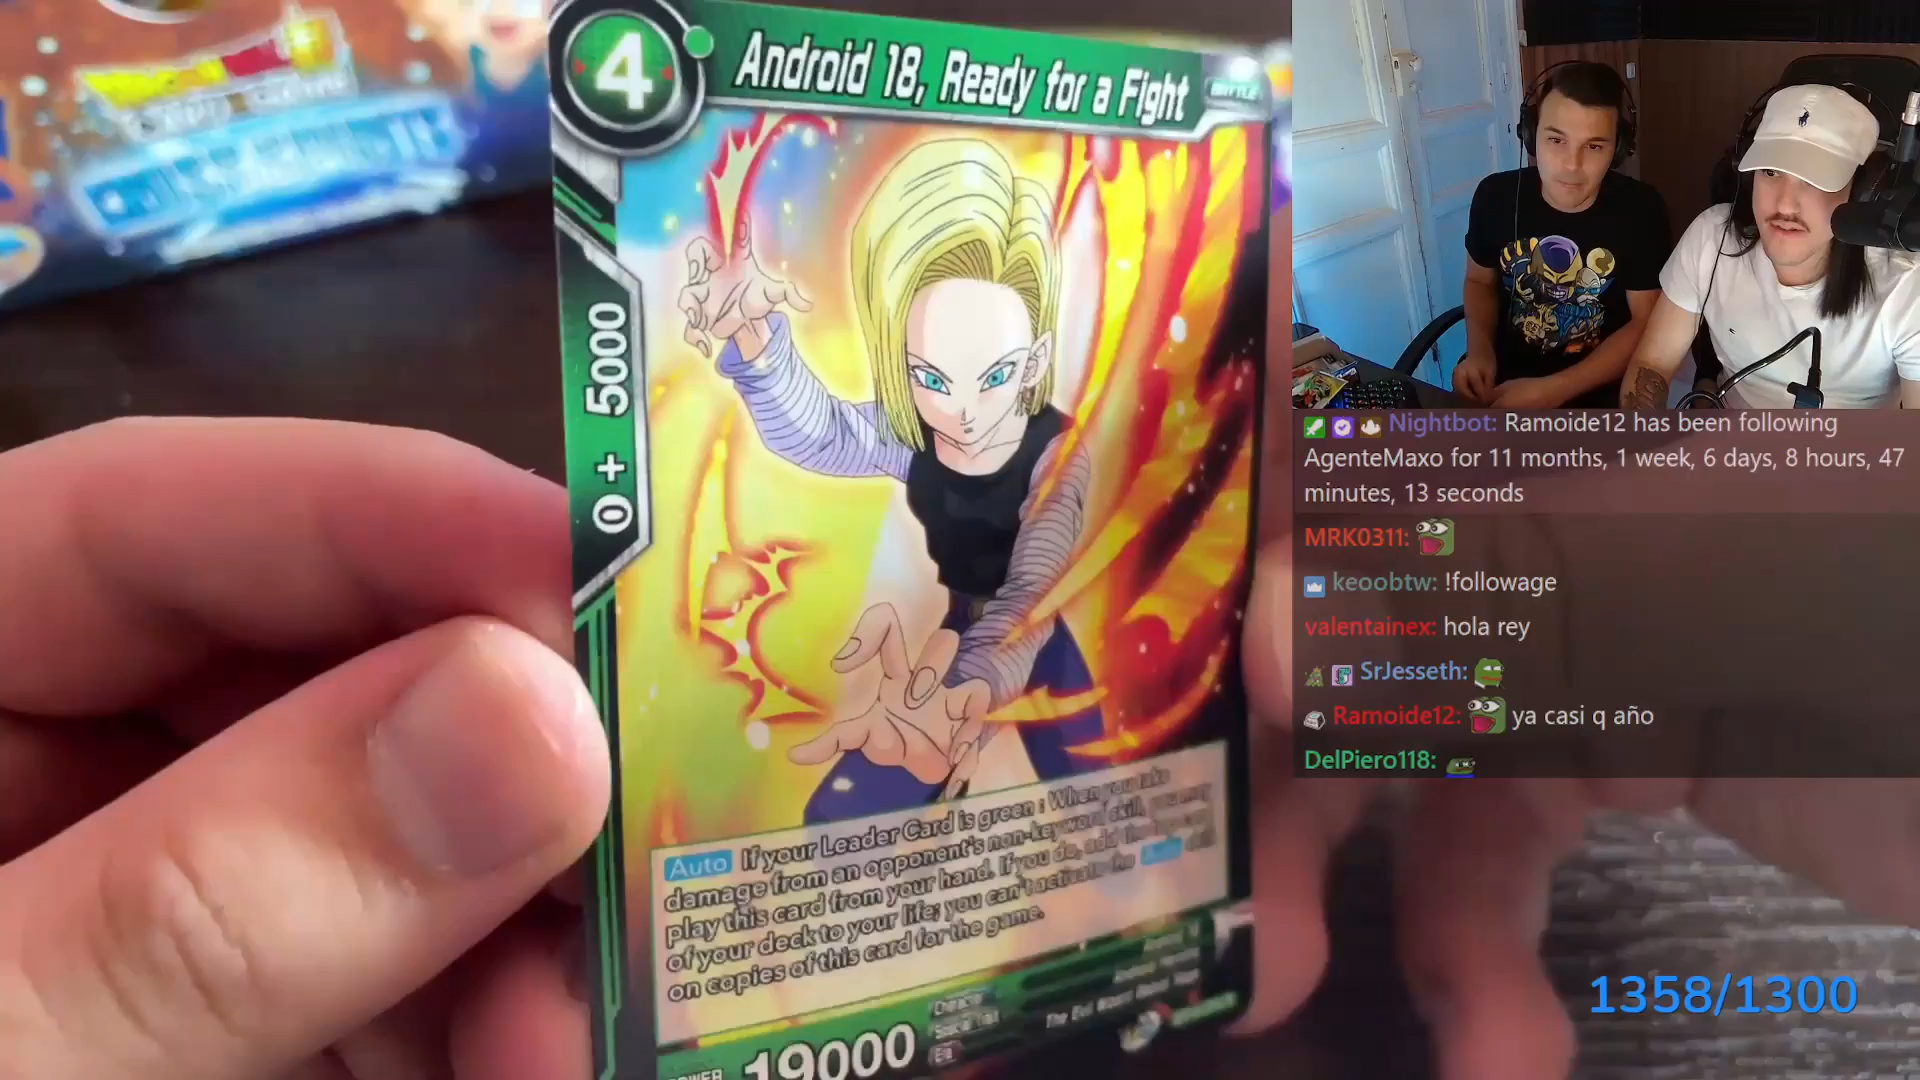 4
Android 18, Ready for a Fight
BATTLE
0 + 5000
Auto If your Leader Card is green : When you take
damage from an opponent's non-keyword skill, you may
play this card from your hand. If you do, add the top card
of your deck to your life; you can't activate the Auto skill
on copies of this card for the game.
POWER
19000
Nightbot: Ramoide12 has been following
AgenteMaxo for 11 months, 1 week, 6 days, 8 hours, 47
minutes, 13 seconds
MRK0311:
keoobtw: !followage
valentainex: hola rey
SrJesseth:
Ramoide12: ya casi q año
DelPiero118:
1358/1300